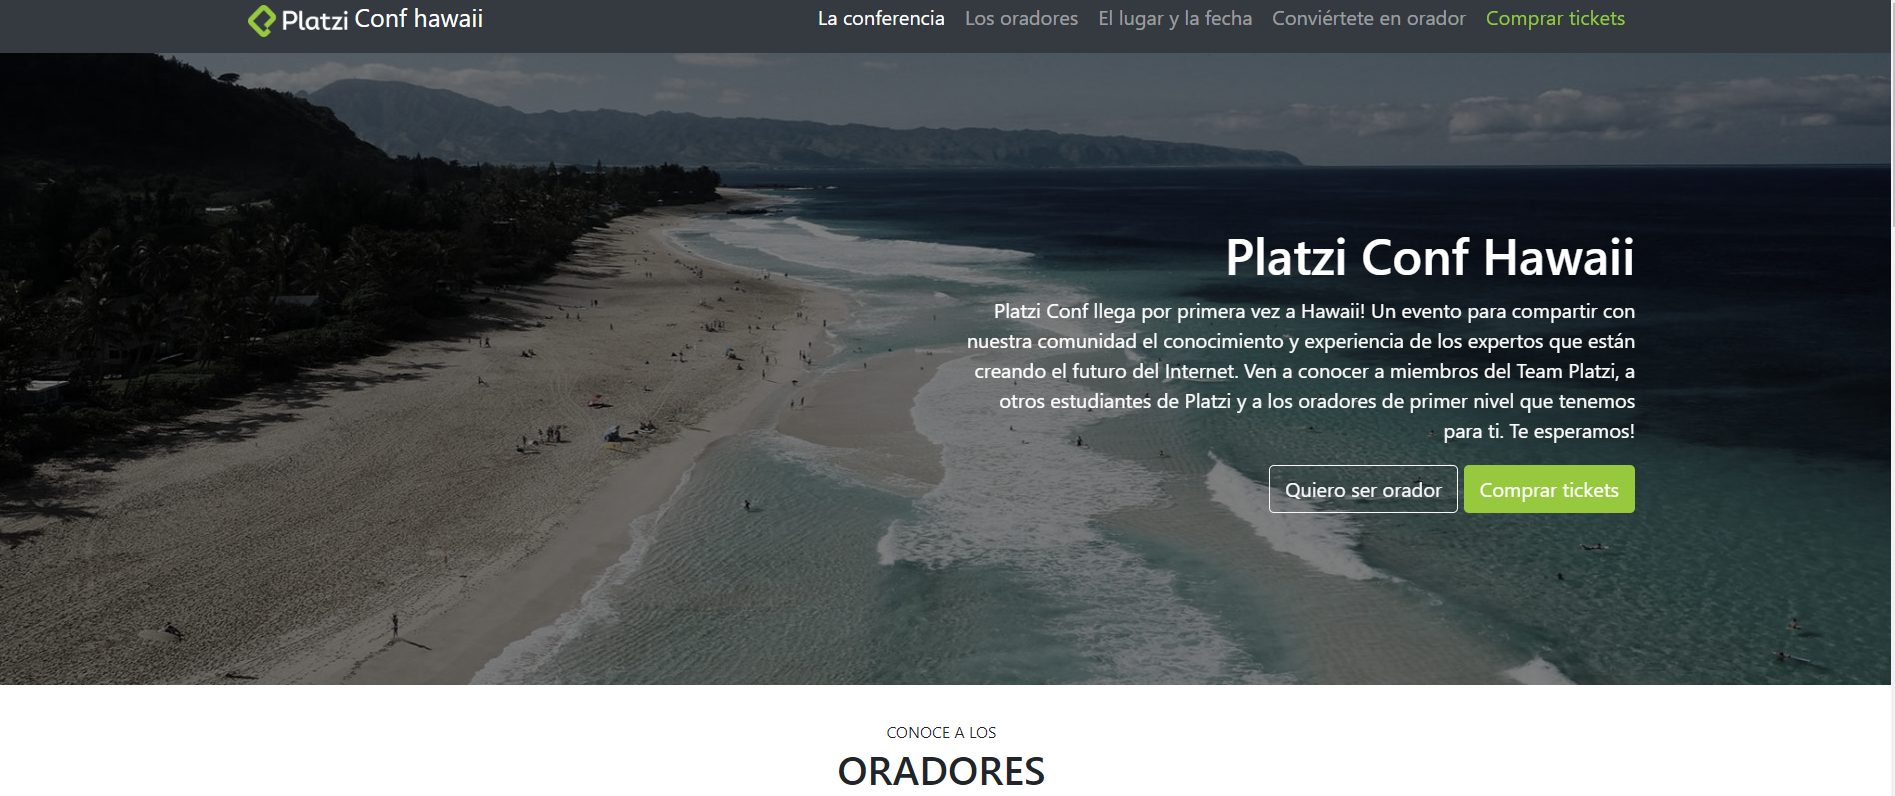 Platzi Conf hawaii
La conferencia Los oradores El lugar y la fecha Conviértete en orador Comprar tickets
Platzi Conf Hawaii
Platzi Conf llega por primera vez a Hawaii! Un evento para compartir con
nuestra comunidad el conocimiento y experiencia de los expertos que están
creando el futuro del Internet. Ven a conocer a miembros del Team Platzi, a
otros estudiantes de Platzi y a los oradores de primer nivel que tenemos
para ti. Te esperamos!
Quiero ser orador Comprar tickets
CONOCE A LOS
ORADORES